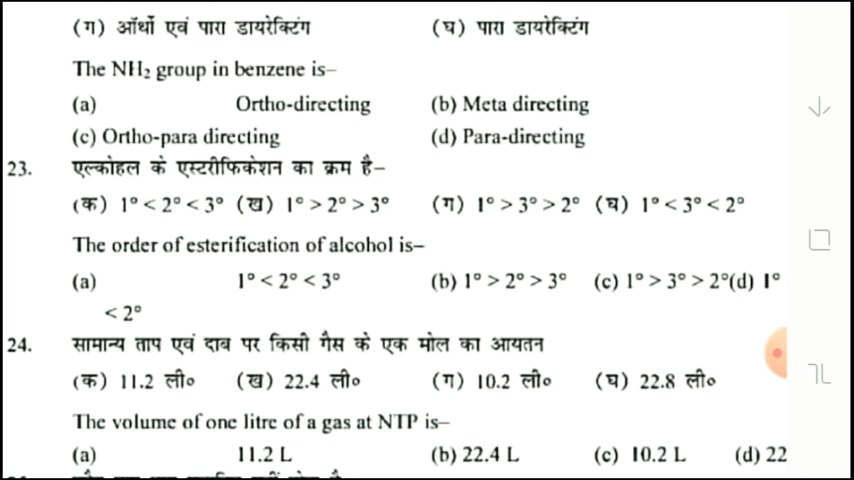 (ग) ऑर्थो एवं पारा डायरेक्टिंग (घ) पारा डायरेक्टिंग
The NH₂ group in benzene is–
(a) Ortho-directing (b) Meta directing
(c) Ortho-para directing (d) Para-directing
23. एल्कोहल के एस्टरीफिकेशन का क्रम है–
(क) 1° < 2° < 3° (ख) 1° > 2° > 3° (ग) 1° > 3° > 2° (घ) 1° < 3° < 2°
The order of esterification of alcohol is–
(a) 1° < 2° < 3° (b) 1° > 2° > 3° (c) 1° > 3° > 2°(d) 1°
< 2°
24. सामान्य ताप एवं दाब पर किसी गैस के एक मोल का आयतन
(क) 11.2 ली० (ख) 22.4 ली० (ग) 10.2 ली० (घ) 22.8 ली०
The volume of one litre of a gas at NTP is–
(a) 11.2 L (b) 22.4 L (c) 10.2 L (d) 22